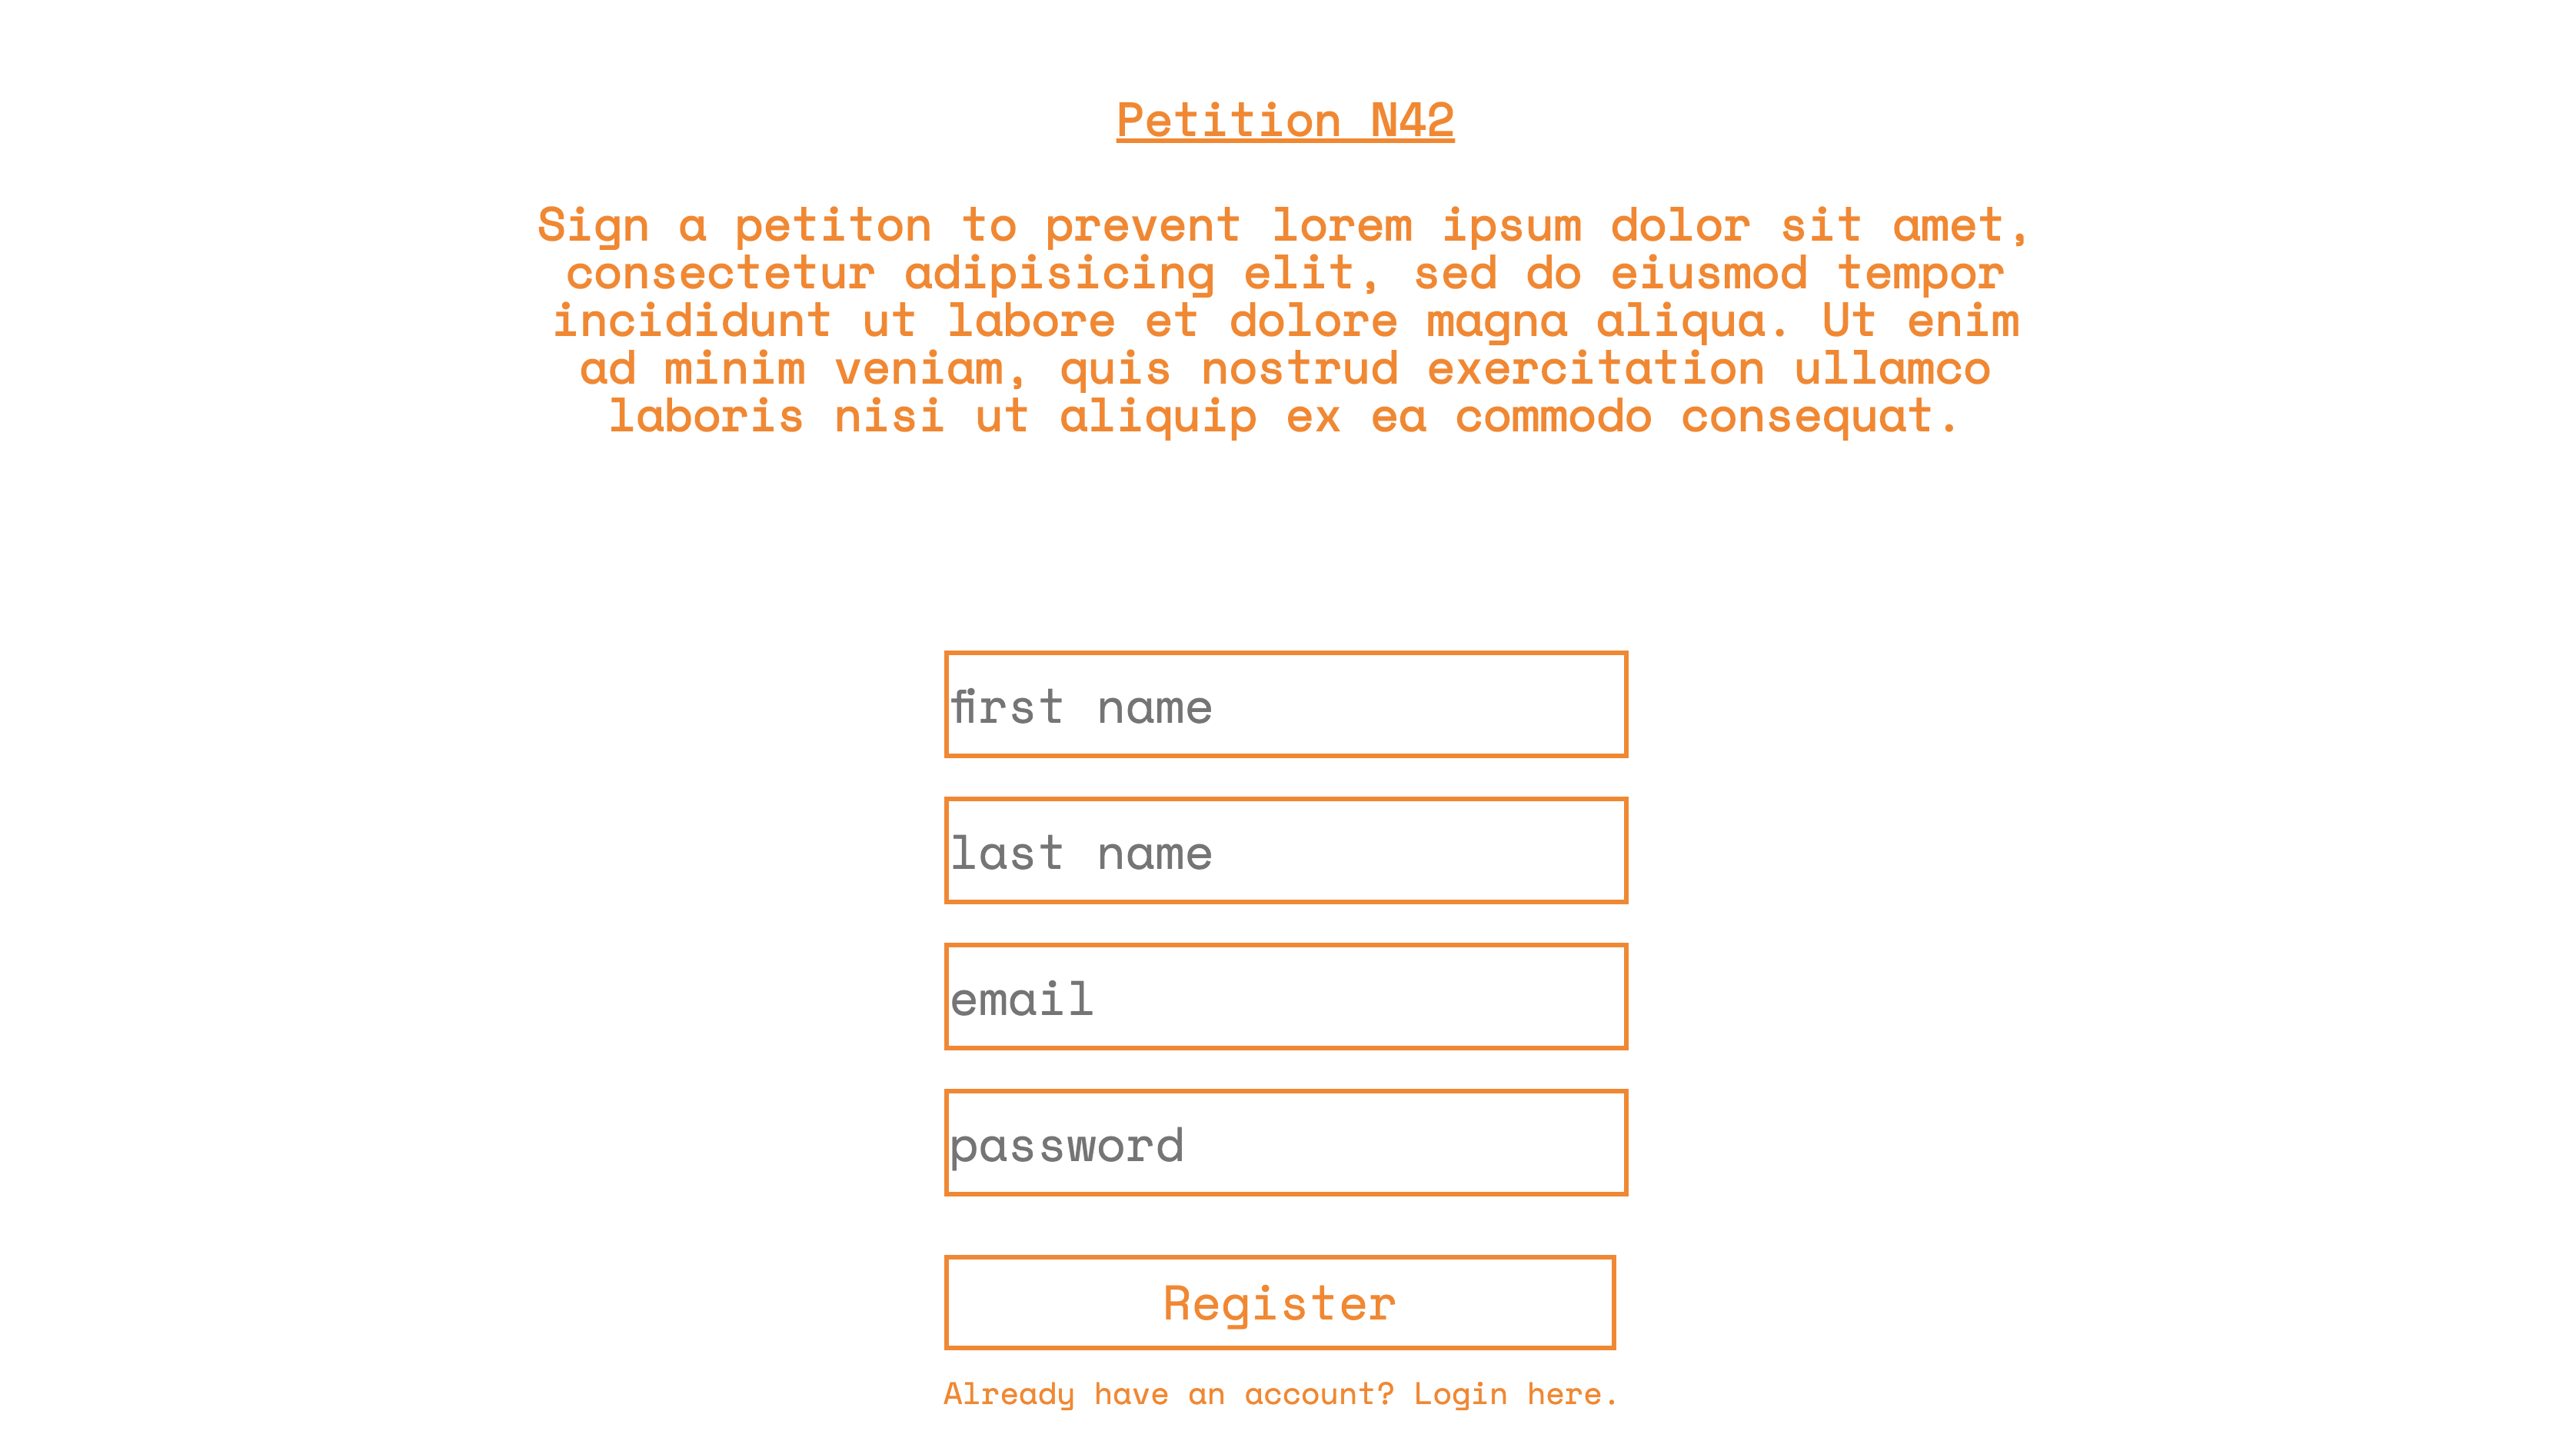 Petition N42
Sign a petiton to prevent lorem ipsum dolor sit amet,
consectetur adipisicing elit, sed do eiusmod tempor
incididunt ut labore et dolore magna aliqua. Ut enim
ad minim veniam, quis nostrud exercitation ullamco
laboris nisi ut aliquip ex ea commodo consequat.
first name
last name
email
password
Register
Already have an account? Login here.